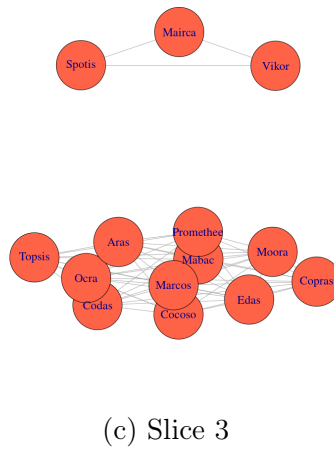 Mairca
Spotis
Vikor
Promethee
Aras
Moora
Topsis
Mabac
Ocra
Copras
Marcos
Edas
Codas
Cocoso
(c) Slice 3